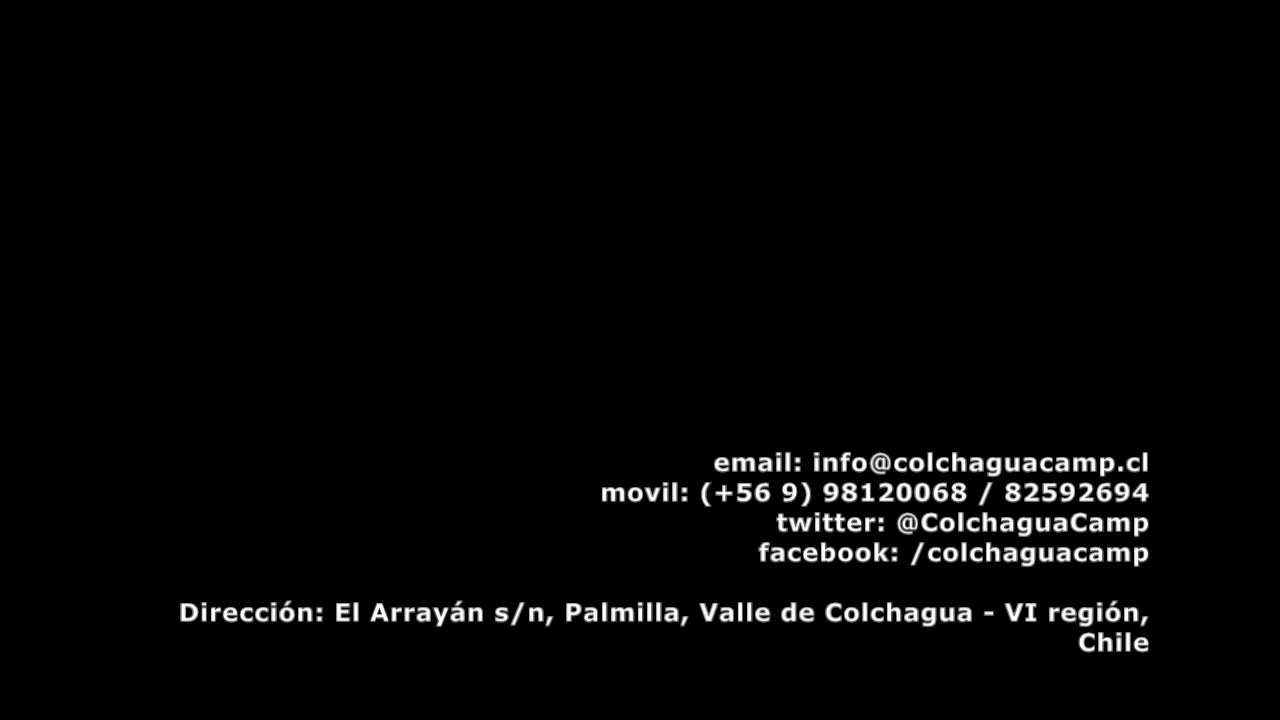 email: info@colchaguacamp.cl
movil: (+56 9) 98120068 / 82592694
twitter: @ColchaguaCamp
facebook: /colchaguacamp
Dirección: El Arrayán s/n, Palmilla, Valle de Colchagua - VI región,
Chile